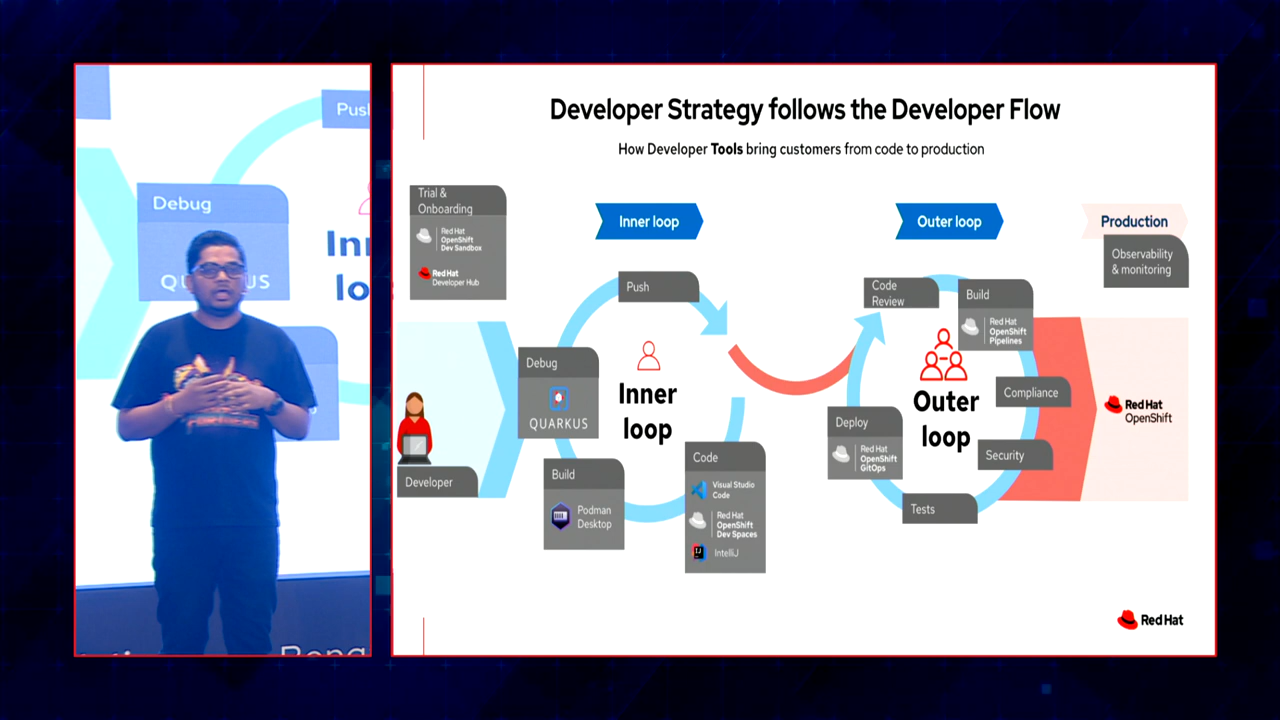 Developer Strategy follows the Developer Flow
How Developer Tools bring customers from code to production
Trial &
Onboarding
Red Hat
OpenShift
Dev Sandbox
Red Hat
Developer Hub
Inner loop
Outer loop
Production
Observability
& monitoring
Push
Code
Review
Build
Red Hat
OpenShift
Pipelines
Debug
QUARKUS
Inner
loop
Outer
loop
Compliance
Red Hat
OpenShift
Deploy
Red Hat
OpenShift
GitOps
Security
Developer
Build
Podman
Desktop
Code
Visual Studio
Code
Red Hat
OpenShift
Dev Spaces
IntelliJ
Tests
Red Hat
Push
Debug
QU US
Inn
lo